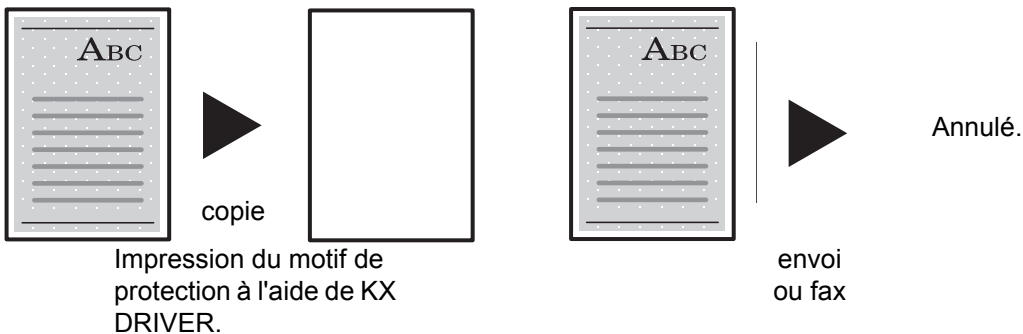 ABC
copie
Impression du motif de
protection à l'aide de KX
DRIVER.
ABC
envoi
ou fax
Annulé.